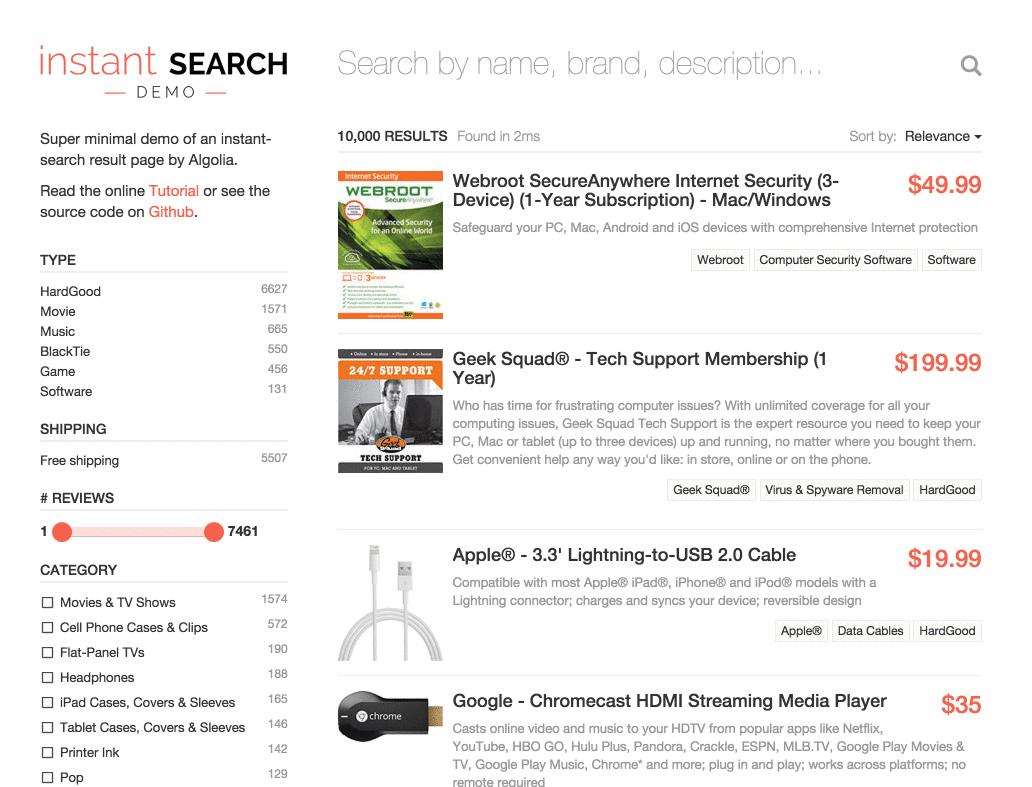 instant SEARCH
DEMO
Super minimal demo of an instant-
search result page by Algolia.
Read the online Tutorial or see the
source code on Github.
TYPE
HardGood 6627
Movie 1571
Music 665
BlackTie 550
Game 456
Software 131
SHIPPING
Free shipping 5507
# REVIEWS
1 7461
CATEGORY
Movies & TV Shows 1574
Cell Phone Cases & Clips 572
Flat-Panel TVs 190
Headphones 188
iPad Cases, Covers & Sleeves 165
Tablet Cases, Covers & Sleeves 146
Printer Ink 142
Pop 129
Search by name, brand, description...
10,000 RESULTS Found in 2ms
Sort by: Relevance
Internet Security
WEBROOT
SecureAnywhere
Advanced Security
for an Online World
Webroot SecureAnywhere Internet Security (3-
Device) (1-Year Subscription) - Mac/Windows
$49.99
Safeguard your PC, Mac, Android and iOS devices with comprehensive Internet protection
Webroot Computer Security Software Software
• Online • In store • Phone • In-home
24/7 SUPPORT
Geek Squad
TECH SUPPORT
FOR PC, MAC AND TABLET
Geek Squad® - Tech Support Membership (1
Year)
$199.99
Who has time for frustrating computer issues? With unlimited coverage for all your
computing issues, Geek Squad Tech Support is the expert resource you need to keep your
PC, Mac or tablet (up to three devices) up and running, no matter where you bought them.
Get convenient help any way you'd like: in store, online or on the phone.
Geek Squad® Virus & Spyware Removal HardGood
Apple® - 3.3' Lightning-to-USB 2.0 Cable
$19.99
Compatible with most Apple® iPad®, iPhone® and iPod® models with a
Lightning connector; charges and syncs your device; reversible design
Apple® Data Cables HardGood
chrome
Google - Chromecast HDMI Streaming Media Player
$35
Casts online video and music to your HDTV from popular apps like Netflix,
YouTube, HBO GO, Hulu Plus, Pandora, Crackle, ESPN, MLB.TV, Google Play Movies &
TV, Google Play Music, Chrome* and more; plug in and play; works across platforms; no
remote required